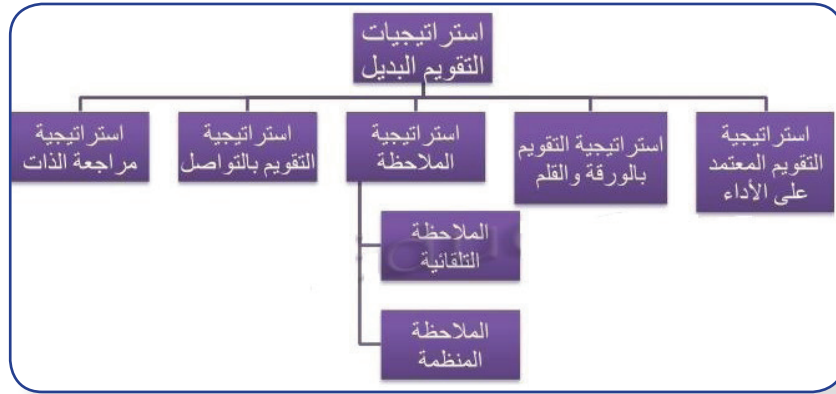 استراتيجيات
التقويم البديل
استراتيجية
التقويم المعتمد
على الأداء
استراتيجية التقويم
بالورقة والقلم
استراتيجية
الملاحظة
استراتيجية
التقويم بالتواصل
استراتيجية
مراجعة الذات
الملاحظة
التلقائية
الملاحظة
المنظمة